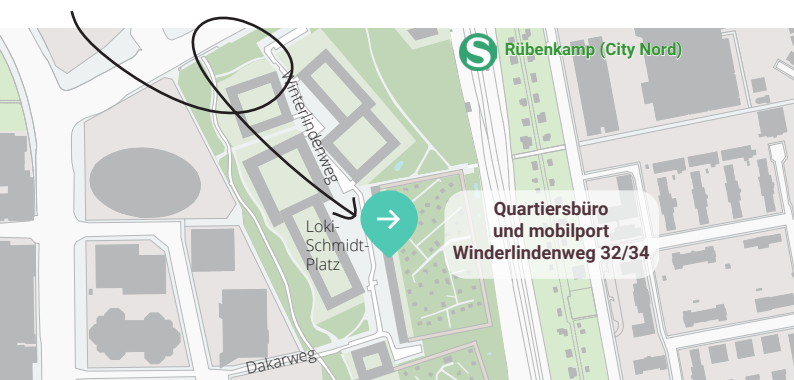 S Rübenkamp (City Nord)
Winterlindenweg
Quartiersbüro
und mobilport
Winderlindenweg 32/34
Loki-
Schmidt-
Platz
Dakarweg